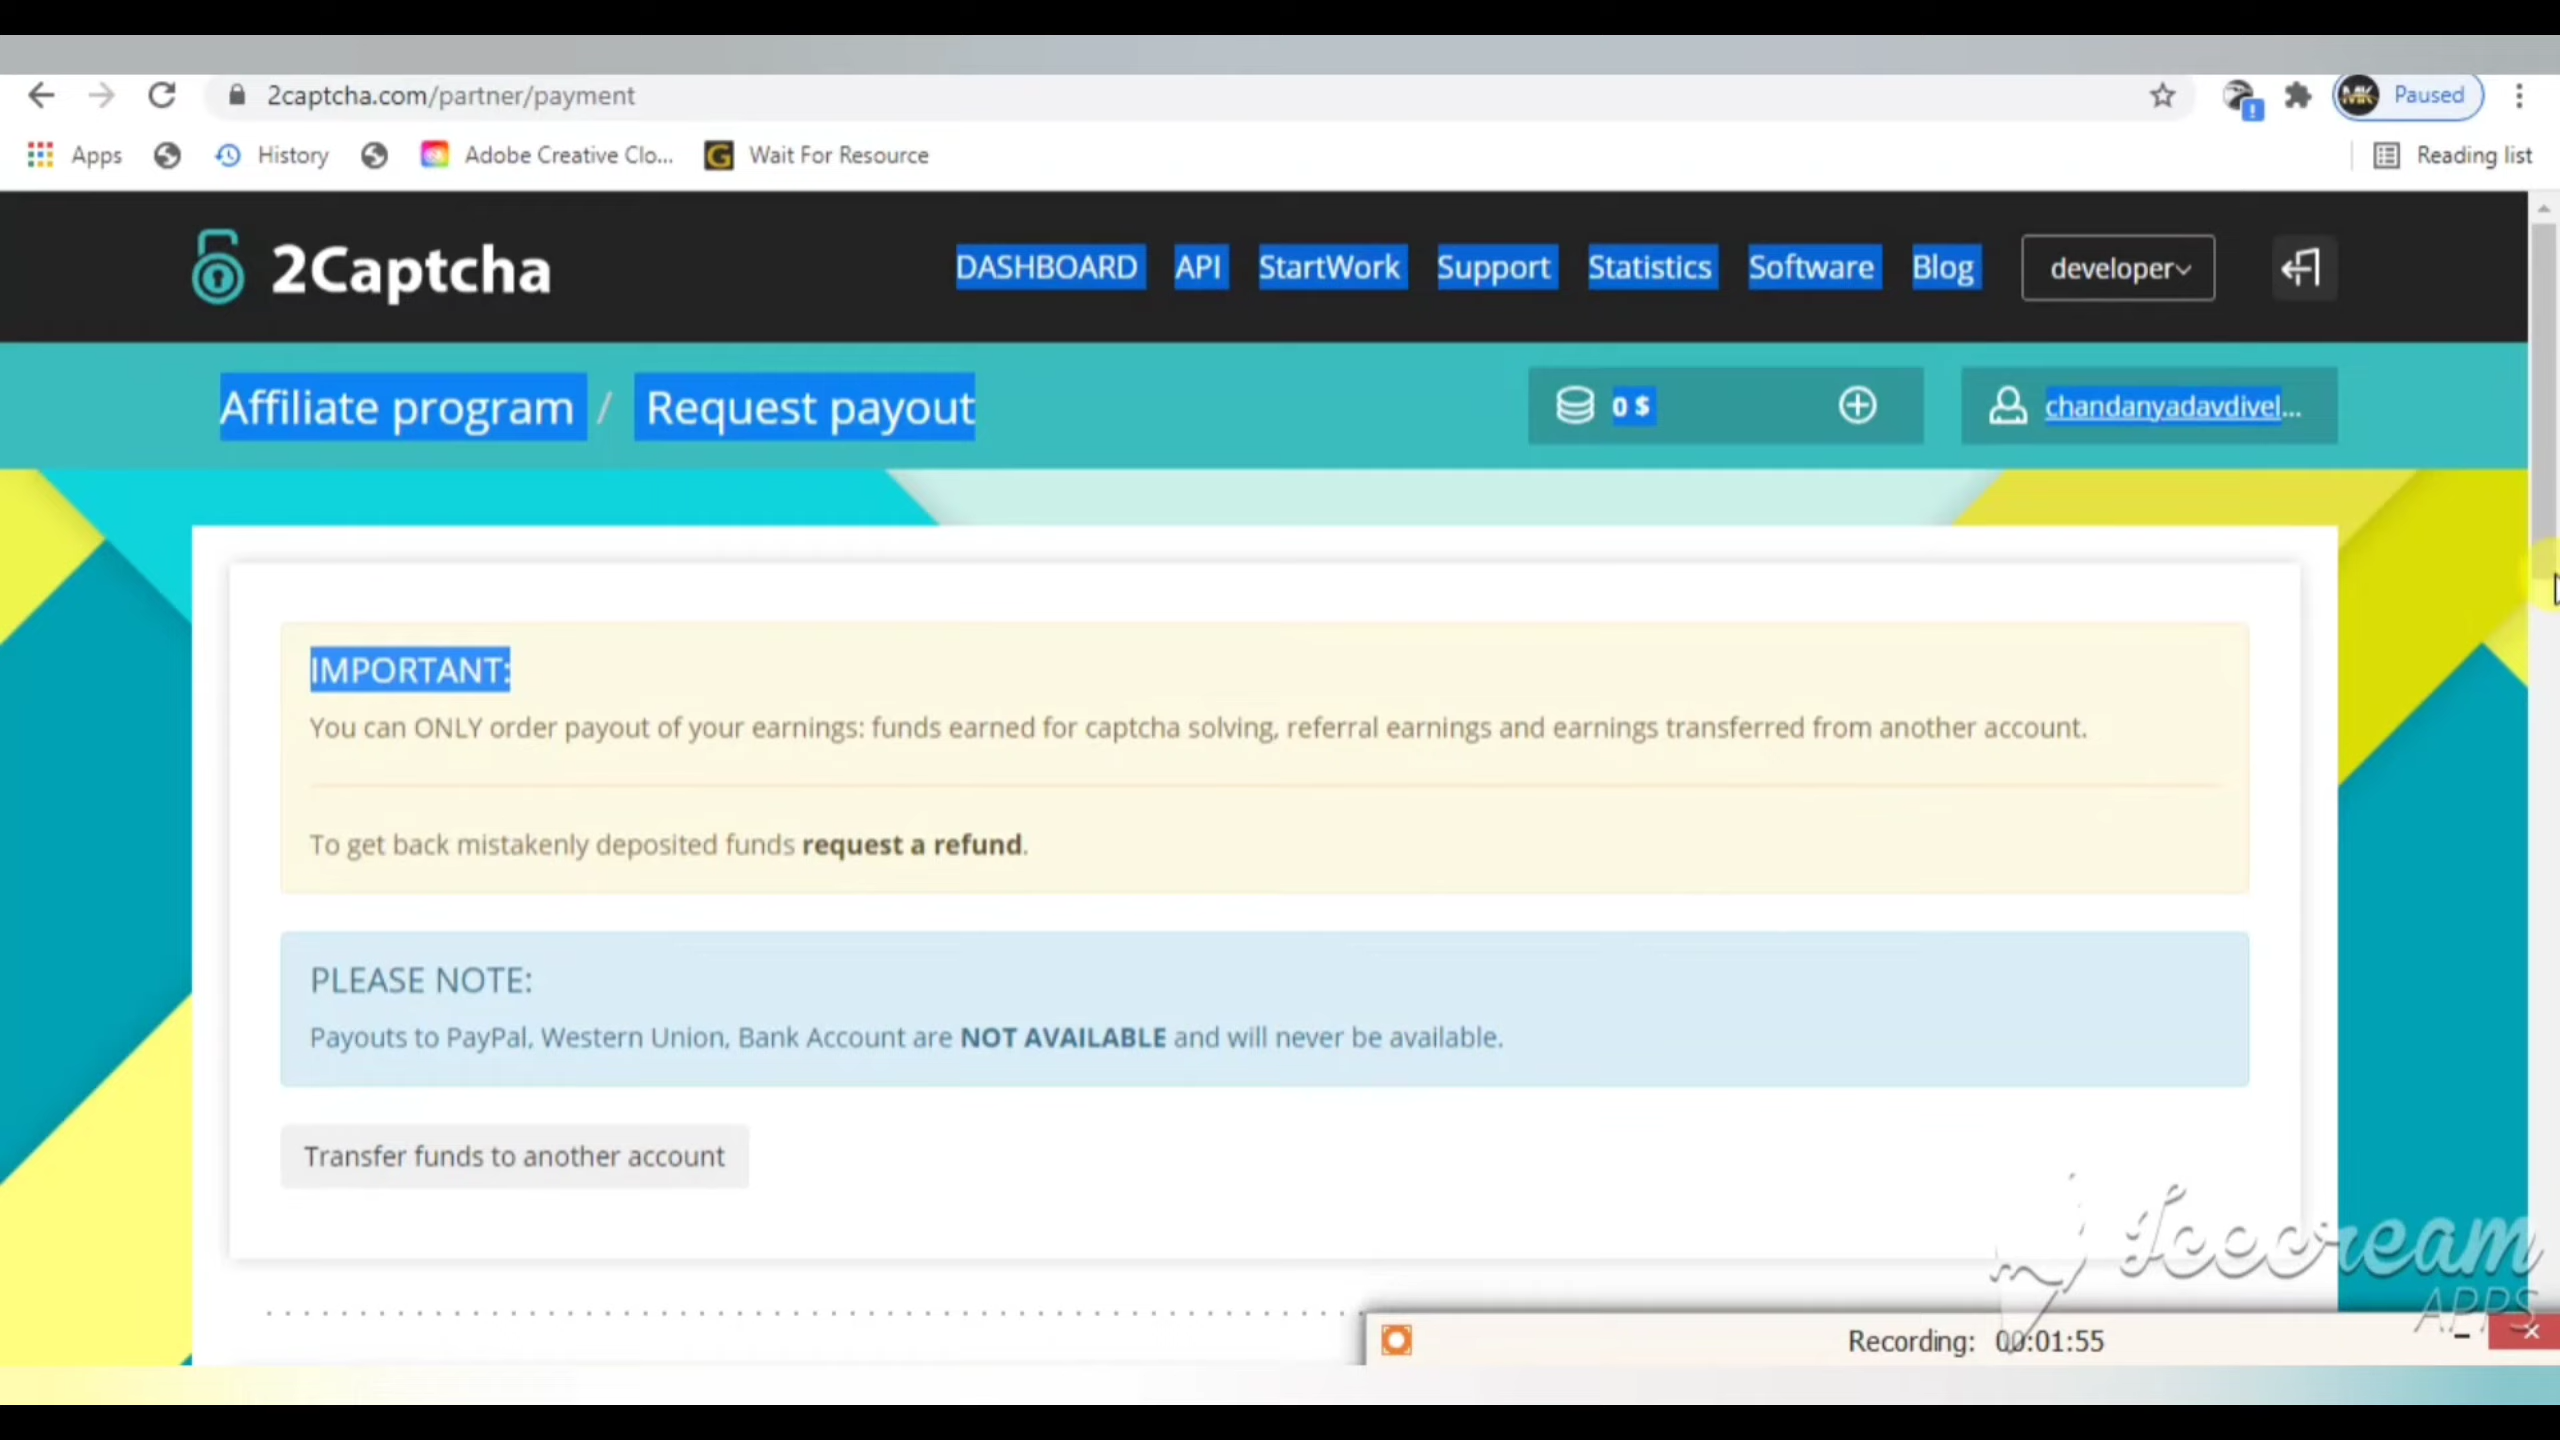 2captcha.com/partner/payment
Paused
Apps
History
Adobe Creative Clo...
Wait For Resource
Reading list
2Captcha
DASHBOARD
API
StartWork
Support
Statistics
Software
Blog
developer
Affiliate program / Request payout
0 $
chandanyadavdivel...
IMPORTANT:
You can ONLY order payout of your earnings: funds earned for captcha solving, referral earnings and earnings transferred from another account.
To get back mistakenly deposited funds request a refund.
PLEASE NOTE:
Payouts to PayPal, Western Union, Bank Account are NOT AVAILABLE and will never be available.
Transfer funds to another account
Icecream
APPS
Recording: 00:01:55